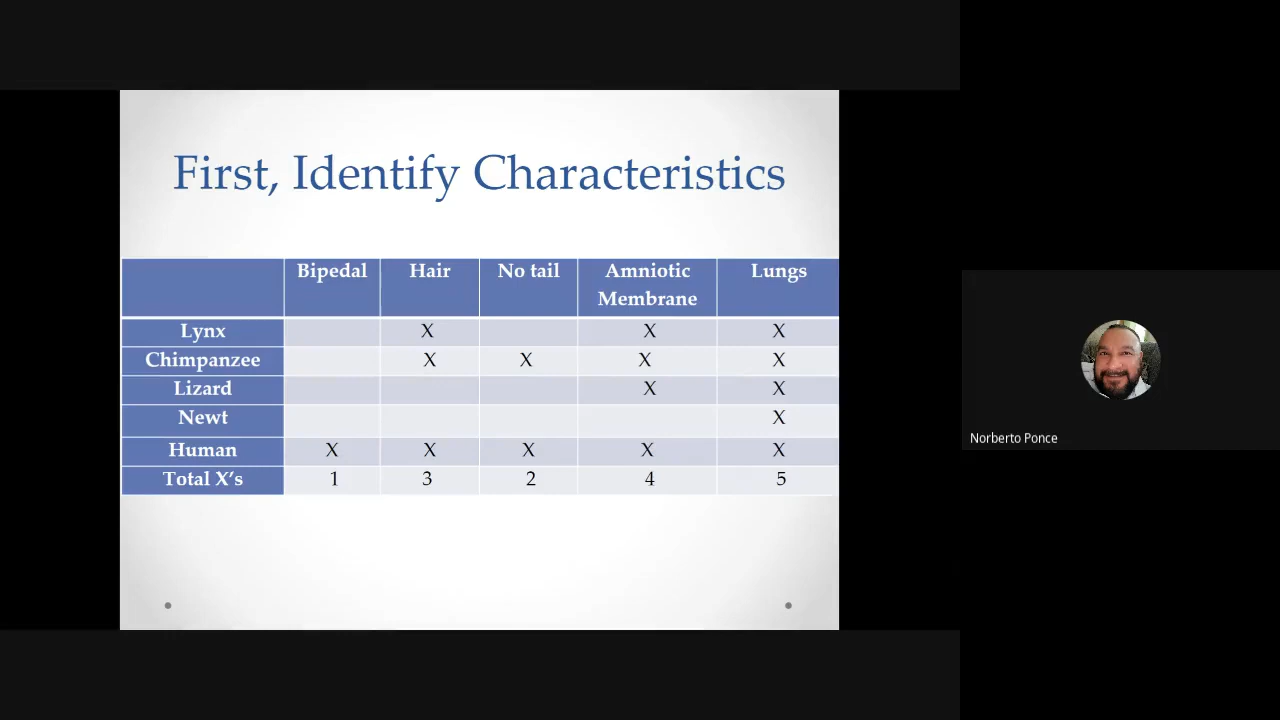 First, Identify Characteristics
Bipedal Hair No tail Amniotic Membrane Lungs
Lynx X X X
Chimpanzee X X X X
Lizard X X
Newt X
Human X X X X X
Total X’s 1 3 2 4 5
Norberto Ponce